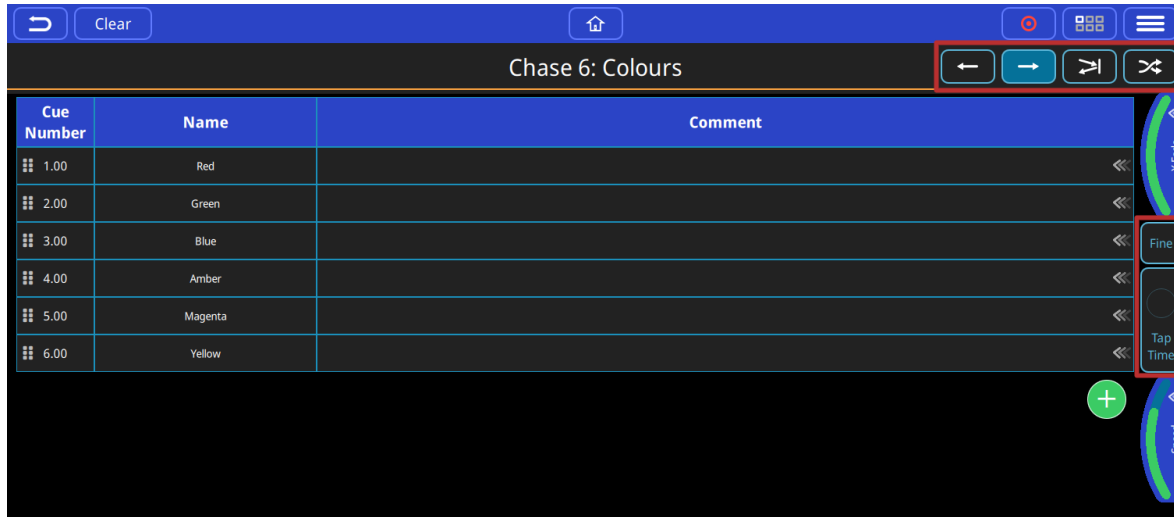 Clear
Chase 6: Colours
Cue Number Name Comment
1.00 Red
2.00 Green
3.00 Blue
4.00 Amber
5.00 Magenta
6.00 Yellow
Fine
Tap
Time